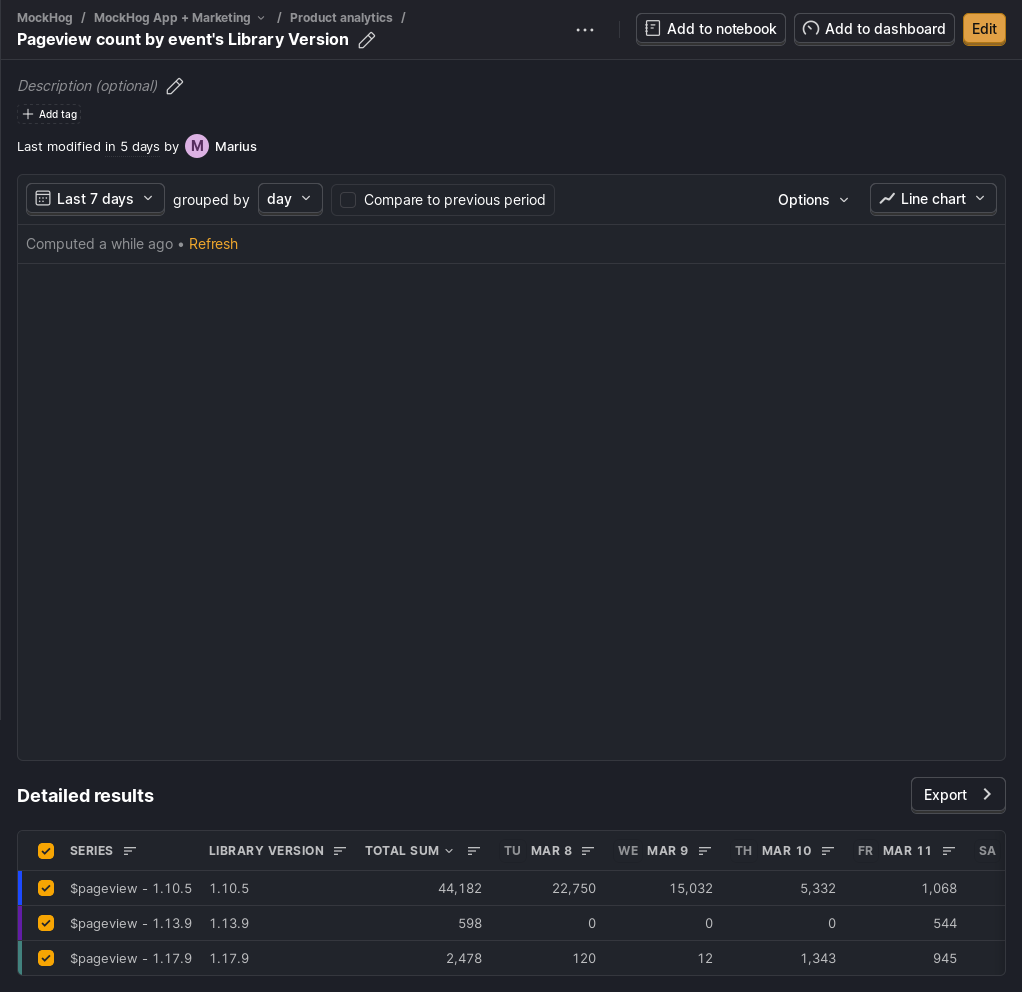 MockHog / MockHog App + Marketing / Product analytics /
Pageview count by event's Library Version
Add to notebook
Add to dashboard
Edit
Description (optional)
Add tag
Last modified in 5 days by M Marius
Last 7 days grouped by day Compare to previous period Options Line chart
Computed a while ago • Refresh
Detailed results
Export
SERIES LIBRARY VERSION TOTAL SUM TU MAR 8 WE MAR 9 TH MAR 10 FR MAR 11 SA
$pageview - 1.10.5 1.10.5 44,182 22,750 15,032 5,332 1,068
$pageview - 1.13.9 1.13.9 598 0 0 0 544
$pageview - 1.17.9 1.17.9 2,478 120 12 1,343 945